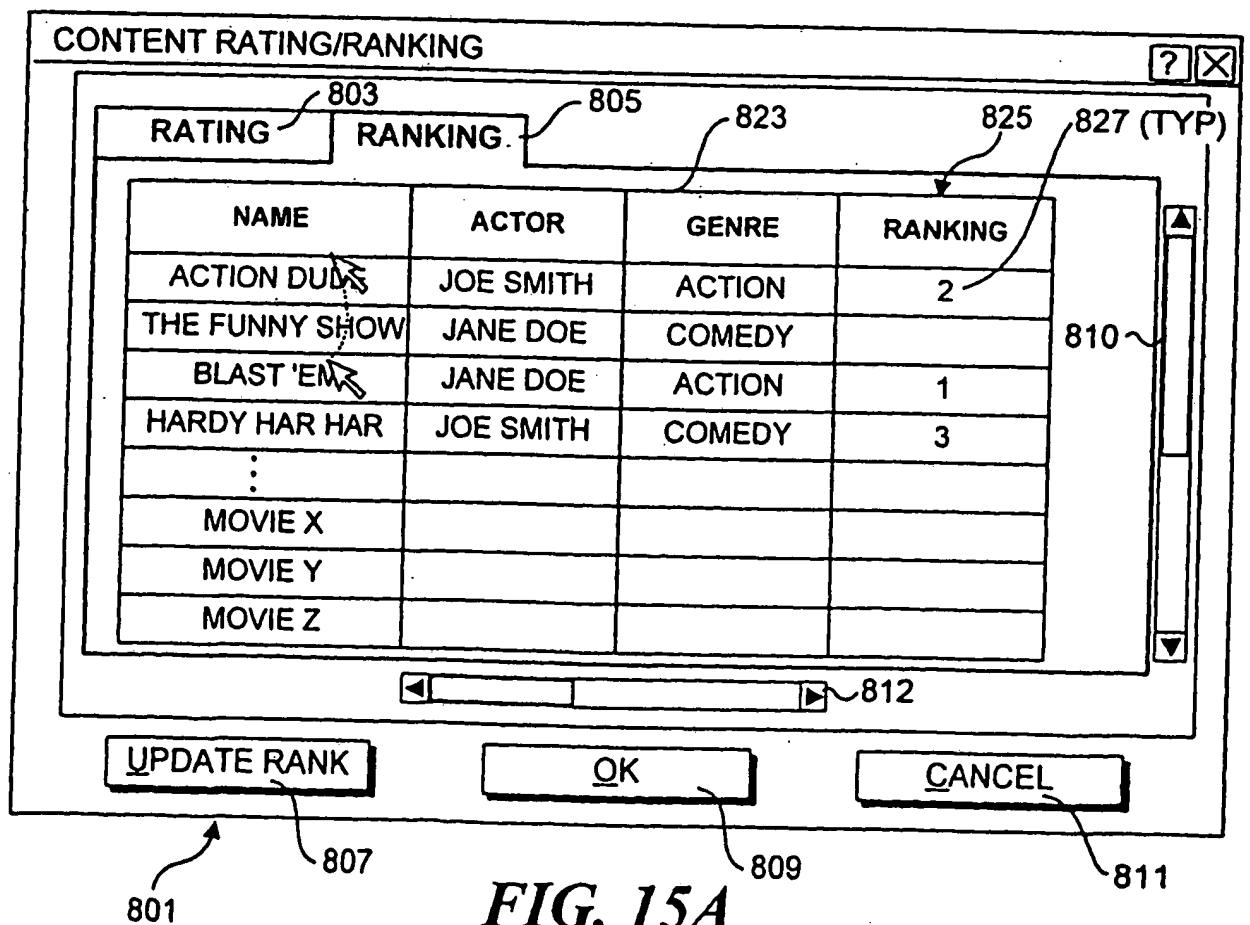 CONTENT RATING/RANKING
? X
803 805 823 825 827 (TYP)
RATING RANKING
NAME ACTOR GENRE RANKING
ACTION DUDE JOE SMITH ACTION 2
THE FUNNY SHOW JANE DOE COMEDY
810
BLAST 'EM JANE DOE ACTION 1
HARDY HAR HAR JOE SMITH COMEDY 3
MOVIE X
MOVIE Y
MOVIE Z
812
UPDATE RANK OK CANCEL
801 807 809 811
FIG. 15A